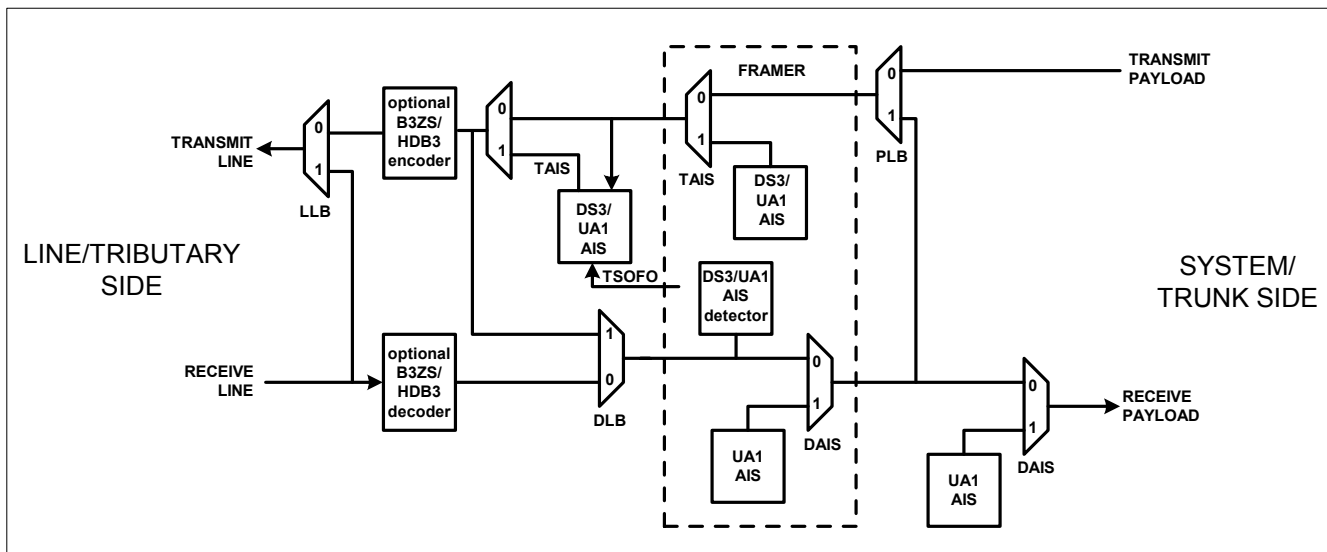 TRANSMIT
PAYLOAD
FRAMER
0
1
PLB
0
1
TAIS
DS3/
UA1
AIS
0
1
TAIS
DS3/
UA1
AIS
TSOFO
optional
B3ZS/
HDB3
encoder
0
1
LLB
TRANSMIT
LINE
LINE/TRIBUTARY
SIDE
SYSTEM/
TRUNK SIDE
DS3/UA1
AIS
detector
RECEIVE
LINE
optional
B3ZS/
HDB3
decoder
1
0
DLB
0
1
DAIS
UA1
AIS
0
1
DAIS
UA1
AIS
RECEIVE
PAYLOAD